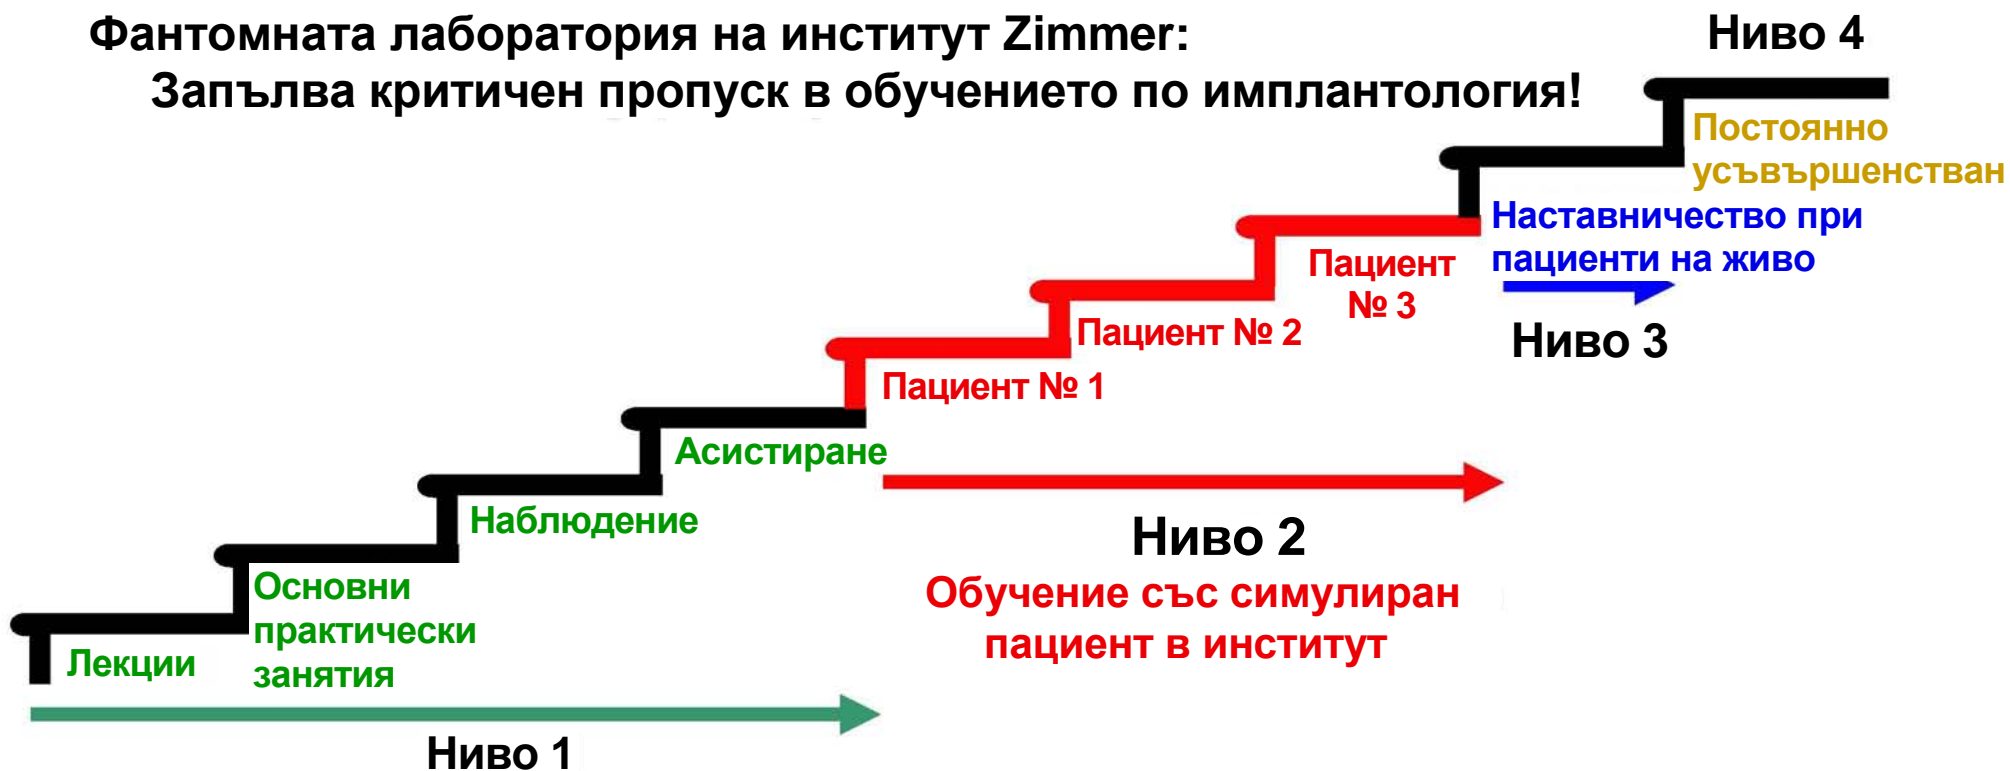 Фантомната лаборатория на институт Zimmer:
Запълва критичен пропуск в обучението по имплантология!
Ниво 4
Постоянно
усъвършенстван
Наставничество при
пациенти на живо
Ниво 3
Пациент
№ 3
Пациент № 2
Пациент № 1
Асистиране
Наблюдение
Ниво 2
Обучение със симулиран
пациент в институт
Основни
практически
занятия
Лекции
Ниво 1